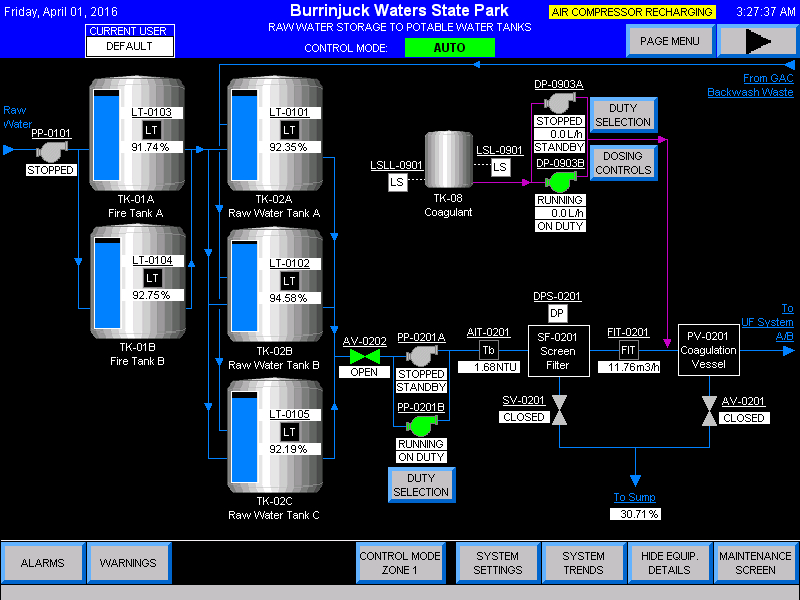 Friday, April 01, 2016
Burrinjuck Waters State Park
AIR COMPRESSOR RECHARGING
3:27:37 AM
RAW WATER STORAGE TO POTABLE WATER TANKS
CURRENT USER
DEFAULT
CONTROL MODE:
AUTO
PAGE MENU
From GAC
Backwash Waste
Raw
Water
PP-0101
STOPPED
LT-0103
LT
91.74%
TK-01A
Fire Tank A
LT-0104
LT
92.75%
TK-01B
Fire Tank B
LT-0101
LT
92.35%
TK-02A
Raw Water Tank A
LT-0102
LT
94.58%
TK-02B
Raw Water Tank B
LT-0105
LT
92.19%
TK-02C
Raw Water Tank C
LSLL-0901
LS
LSL-0901
LS
TK-08
Coagulant
DP-0903A
STOPPED
0.0 L/h
STANDBY
DP-0903B
RUNNING
0.0 L/h
ON DUTY
DUTY
SELECTION
DOSING
CONTROLS
AV-0202
OPEN
PP-0201A
STOPPED
STANDBY
PP-0201B
RUNNING
ON DUTY
DUTY
SELECTION
AIT-0201
Tb
1.68NTU
DPS-0201
DP
SF-0201
Screen
Filter
FIT-0201
FIT
11.76m3/h
PV-0201
Coagulation
Vessel
To
UF System
A/B
SV-0201
CLOSED
AV-0201
CLOSED
To Sump
30.71 %
ALARMS
WARNINGS
CONTROL MODE
ZONE 1
SYSTEM
SETTINGS
SYSTEM
TRENDS
HIDE EQUIP.
DETAILS
MAINTENANCE
SCREEN